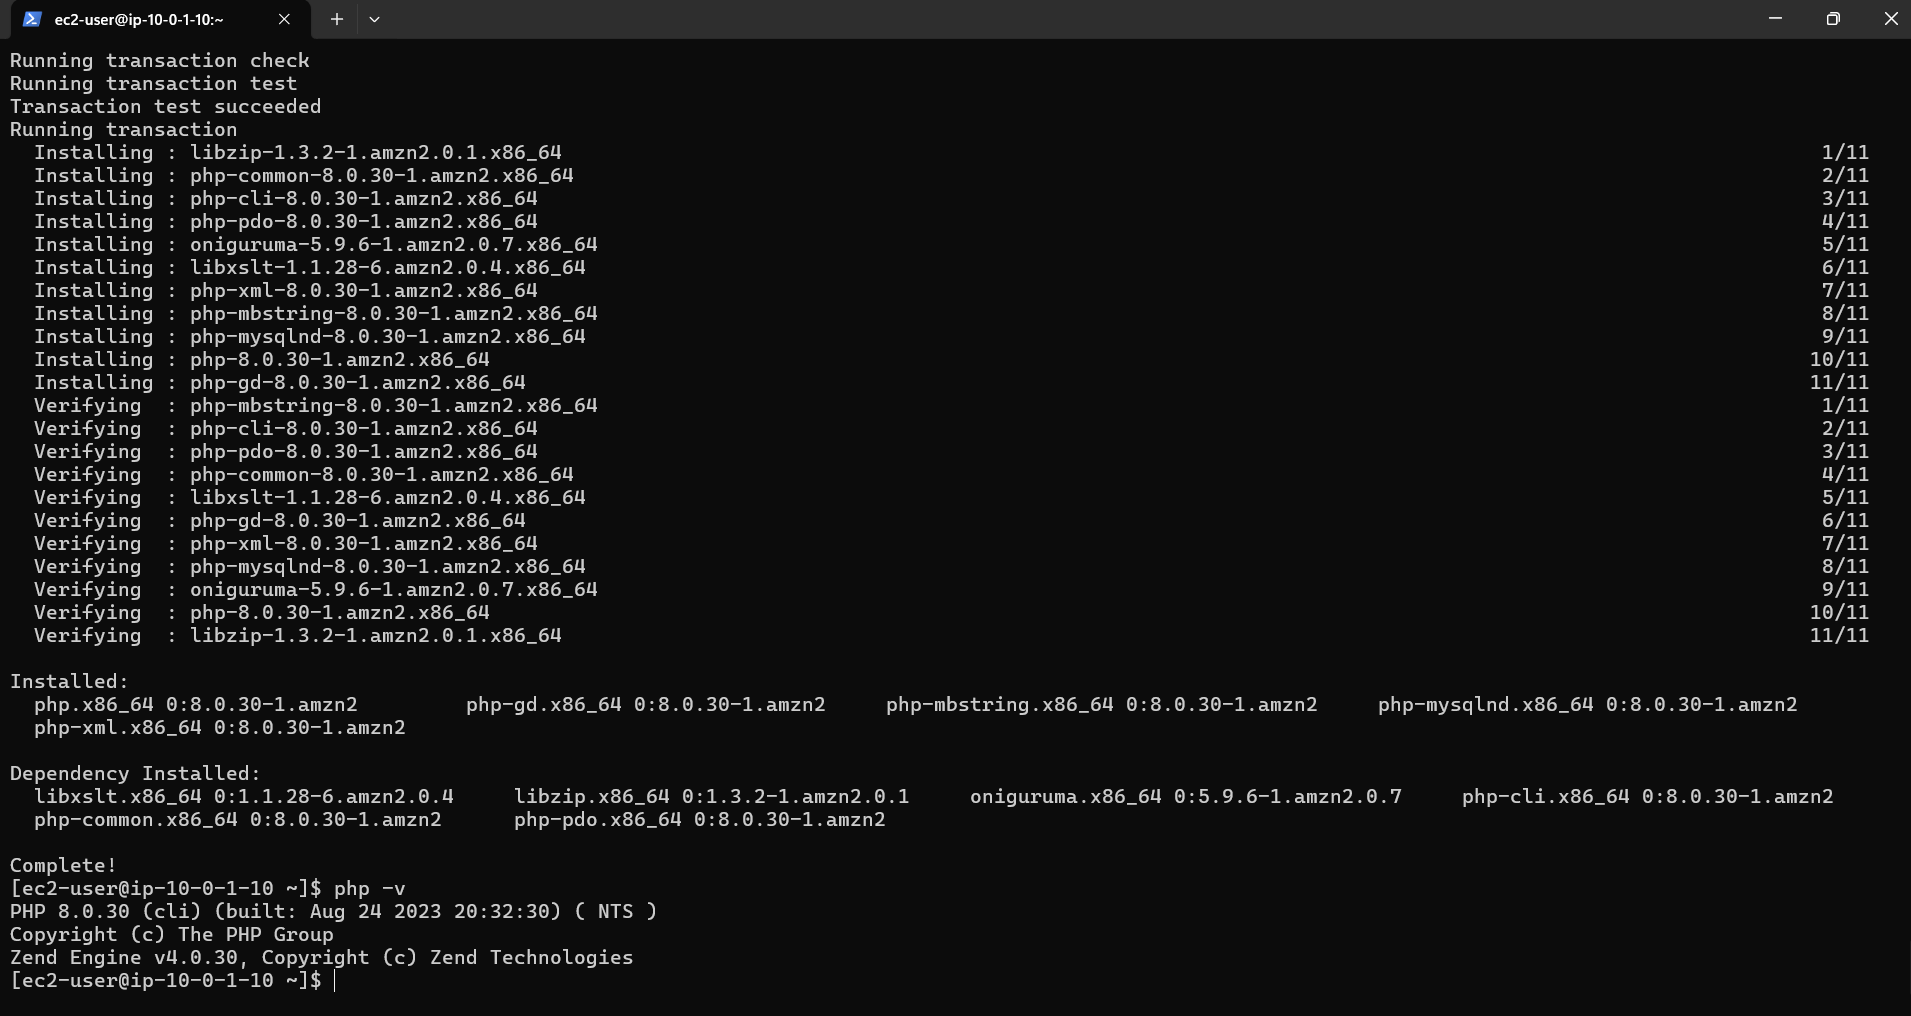 ec2-user@ip-10-0-1-10:~
Running transaction check
Running transaction test
Transaction test succeeded
Running transaction
  Installing : libzip-1.3.2-1.amzn2.0.1.x86_64 1/11
  Installing : php-common-8.0.30-1.amzn2.x86_64 2/11
  Installing : php-cli-8.0.30-1.amzn2.x86_64 3/11
  Installing : php-pdo-8.0.30-1.amzn2.x86_64 4/11
  Installing : oniguruma-5.9.6-1.amzn2.0.7.x86_64 5/11
  Installing : libxslt-1.1.28-6.amzn2.0.4.x86_64 6/11
  Installing : php-xml-8.0.30-1.amzn2.x86_64 7/11
  Installing : php-mbstring-8.0.30-1.amzn2.x86_64 8/11
  Installing : php-mysqlnd-8.0.30-1.amzn2.x86_64 9/11
  Installing : php-8.0.30-1.amzn2.x86_64 10/11
  Installing : php-gd-8.0.30-1.amzn2.x86_64 11/11
  Verifying  : php-mbstring-8.0.30-1.amzn2.x86_64 1/11
  Verifying  : php-cli-8.0.30-1.amzn2.x86_64 2/11
  Verifying  : php-pdo-8.0.30-1.amzn2.x86_64 3/11
  Verifying  : php-common-8.0.30-1.amzn2.x86_64 4/11
  Verifying  : libxslt-1.1.28-6.amzn2.0.4.x86_64 5/11
  Verifying  : php-gd-8.0.30-1.amzn2.x86_64 6/11
  Verifying  : php-xml-8.0.30-1.amzn2.x86_64 7/11
  Verifying  : php-mysqlnd-8.0.30-1.amzn2.x86_64 8/11
  Verifying  : oniguruma-5.9.6-1.amzn2.0.7.x86_64 9/11
  Verifying  : php-8.0.30-1.amzn2.x86_64 10/11
  Verifying  : libzip-1.3.2-1.amzn2.0.1.x86_64 11/11
Installed:
  php.x86_64 0:8.0.30-1.amzn2 php-gd.x86_64 0:8.0.30-1.amzn2 php-mbstring.x86_64 0:8.0.30-1.amzn2 php-mysqlnd.x86_64 0:8.0.30-1.amzn2
  php-xml.x86_64 0:8.0.30-1.amzn2
Dependency Installed:
  libxslt.x86_64 0:1.1.28-6.amzn2.0.4 libzip.x86_64 0:1.3.2-1.amzn2.0.1 oniguruma.x86_64 0:5.9.6-1.amzn2.0.7 php-cli.x86_64 0:8.0.30-1.amzn2
  php-common.x86_64 0:8.0.30-1.amzn2 php-pdo.x86_64 0:8.0.30-1.amzn2
Complete!
[ec2-user@ip-10-0-1-10 ~]$ php -v
PHP 8.0.30 (cli) (built: Aug 24 2023 20:32:30) ( NTS )
Copyright (c) The PHP Group
Zend Engine v4.0.30, Copyright (c) Zend Technologies
[ec2-user@ip-10-0-1-10 ~]$